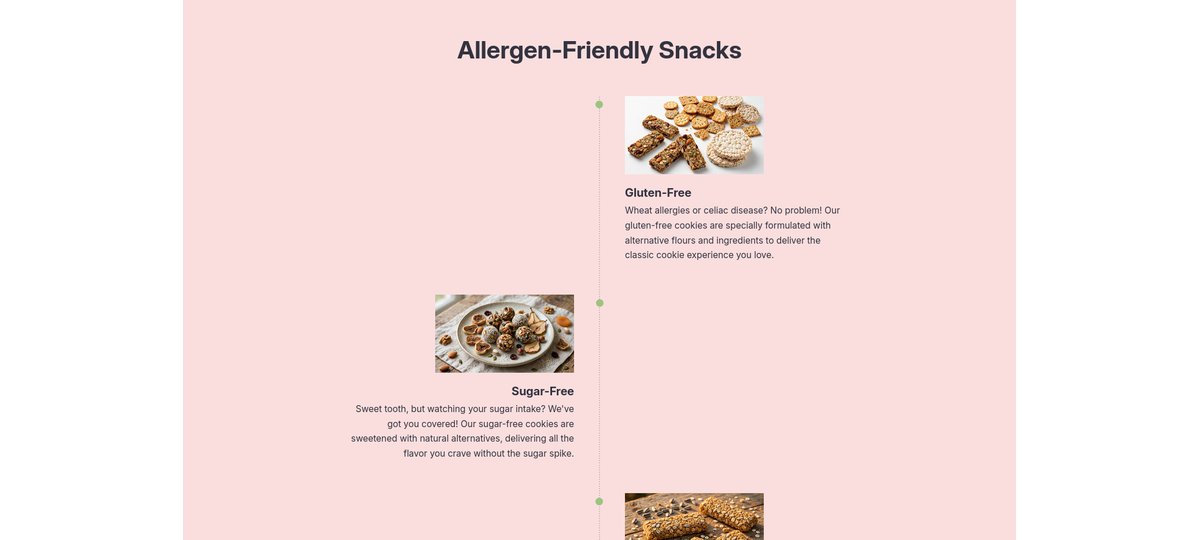 Allergen-Friendly Snacks
Gluten-Free
Wheat allergies or celiac disease? No problem! Our
gluten-free cookies are specially formulated with
alternative flours and ingredients to deliver the
classic cookie experience you love.
Sugar-Free
Sweet tooth, but watching your sugar intake? We've
got you covered! Our sugar-free cookies are
sweetened with natural alternatives, delivering all the
flavor you crave without the sugar spike.